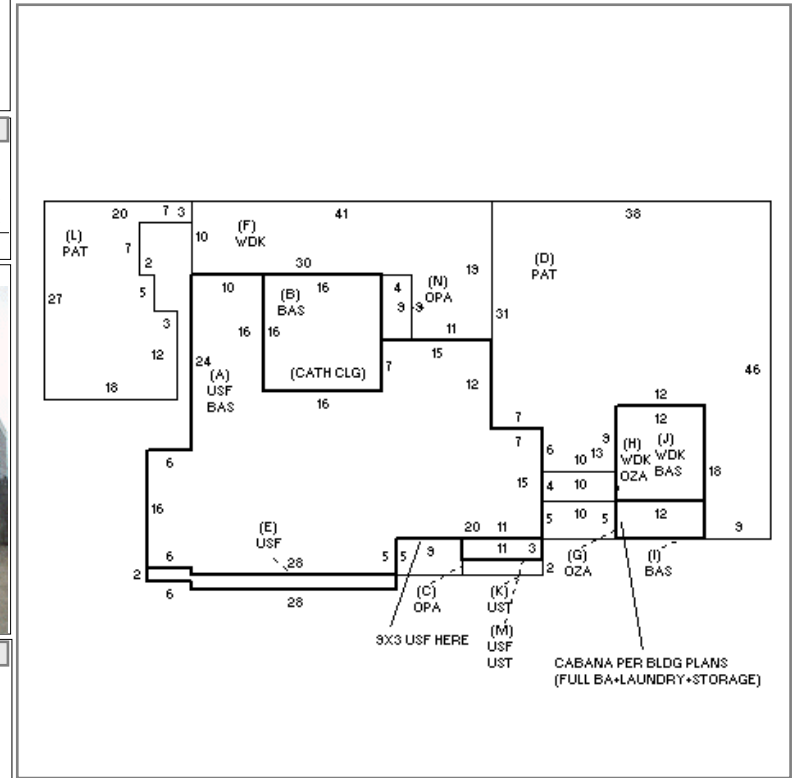 20 7 3 41 38
(L)
PAT
(F)
WDK
10
7
2
30
19
(D)
PAT
(N)
OPA
4
9 9
10
(B)
BAS
16
27
5
31
3
16 16
11
15
12
24
(A)
USF
BAS
(CATH CLG)
7
12
46
18
16
12
12
7
7
6
9
(H)
WDK
OZA
(J)
WDK
BAS
10 13
18
6
16
15
4 10
5 10 5
12
9
(E)
USF
20 11
6
28
5 5 9
11 3
2
2
6
28
(C)
OPA
(K)
UST
(G)
OZA
(I)
BAS
(M)
USF
UST
9X3 USF HERE
CABANA PER BLDG PLANS
(FULL BA+LAUNDRY+STORAGE)